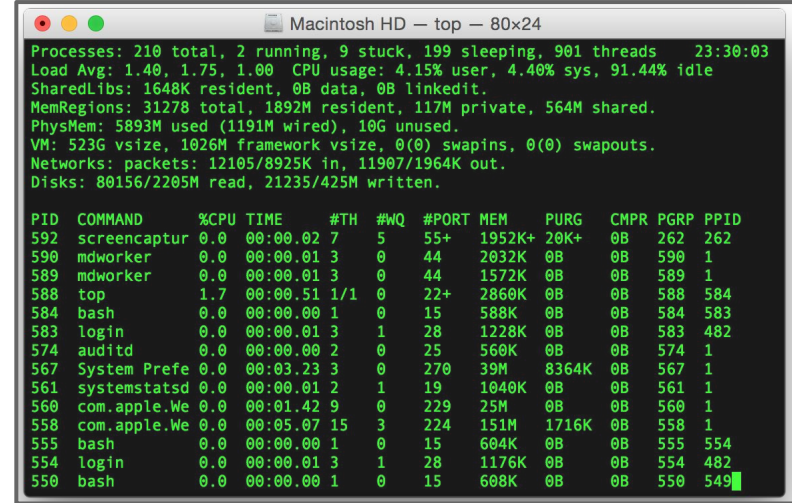 Macintosh HD — top — 80×24
Processes: 210 total, 2 running, 9 stuck, 199 sleeping, 901 threads 23:30:03
Load Avg: 1.40, 1.75, 1.00 CPU usage: 4.15% user, 4.40% sys, 91.44% idle
SharedLibs: 1648K resident, 0B data, 0B linkedit.
MemRegions: 31278 total, 1892M resident, 117M private, 564M shared.
PhysMem: 5893M used (1191M wired), 10G unused.
VM: 523G vsize, 1026M framework vsize, 0(0) swapins, 0(0) swapouts.
Networks: packets: 12105/8925K in, 11907/1964K out.
Disks: 80156/2205M read, 21235/425M written.
PID COMMAND %CPU TIME #TH #WQ #PORT MEM PURG CMPR PGRP PPID
592 screencaptur 0.0 00:00.02 7 5 55+ 1952K+ 20K+ 0B 262 262
590 mdworker 0.0 00:00.01 3 0 44 2032K 0B 0B 590 1
589 mdworker 0.0 00:00.01 3 0 44 1572K 0B 0B 589 1
588 top 1.7 00:00.51 1/1 0 22+ 2860K 0B 0B 588 584
584 bash 0.0 00:00.00 1 0 15 588K 0B 0B 584 583
583 login 0.0 00:00.01 3 1 28 1228K 0B 0B 583 482
574 auditd 0.0 00:00.00 2 0 25 560K 0B 0B 574 1
567 System Prefe 0.0 00:03.23 3 0 270 39M 8364K 0B 567 1
561 systemstatsd 0.0 00:00.01 2 1 19 1040K 0B 0B 561 1
560 com.apple.We 0.0 00:01.42 9 0 229 25M 0B 0B 560 1
558 com.apple.We 0.0 00:05.07 15 3 224 151M 1716K 0B 558 1
555 bash 0.0 00:00.00 1 0 15 604K 0B 0B 555 554
554 login 0.0 00:00.01 3 1 28 1176K 0B 0B 554 482
550 bash 0.0 00:00.00 1 0 15 608K 0B 0B 550 549